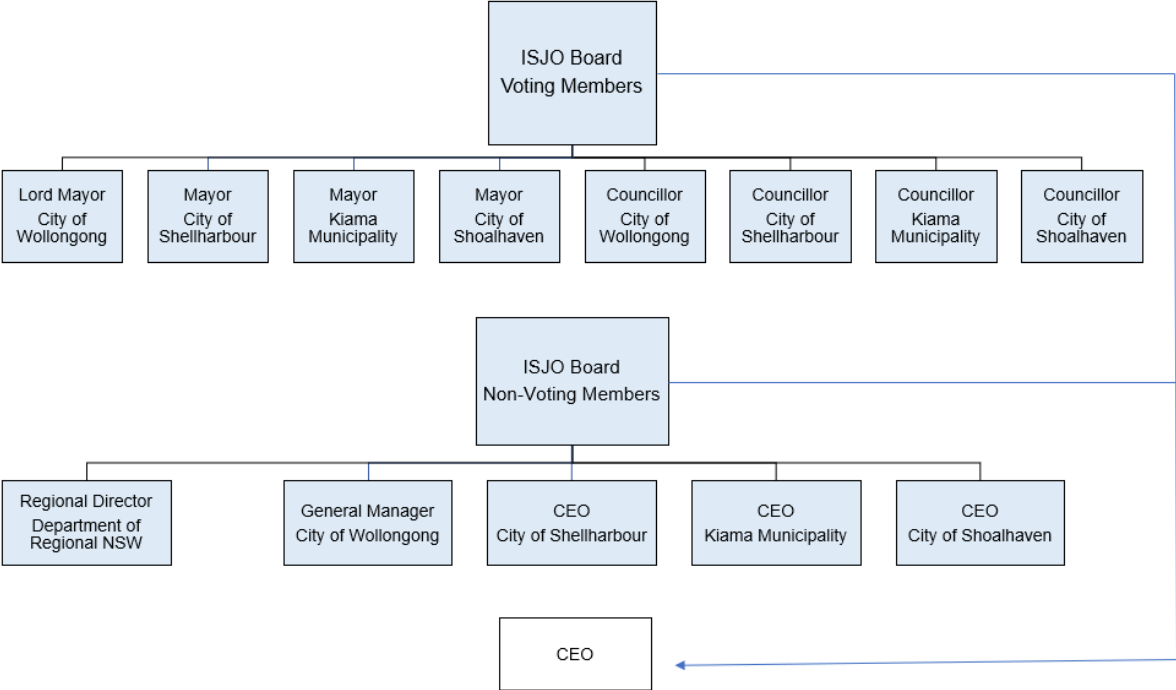 ISJO Board
Voting Members
Lord Mayor
City of
Wollongong
Mayor
City of
Shellharbour
Mayor
Kiama
Municipality
Mayor
City of
Shoalhaven
Councillor
City of
Wollongong
Councillor
City of
Shellharbour
Councillor
Kiama
Municipality
Councillor
City of
Shoalhaven
ISJO Board
Non-Voting Members
Regional Director
Department of
Regional NSW
General Manager
City of Wollongong
CEO
City of Shellharbour
CEO
Kiama Municipality
CEO
City of Shoalhaven
CEO